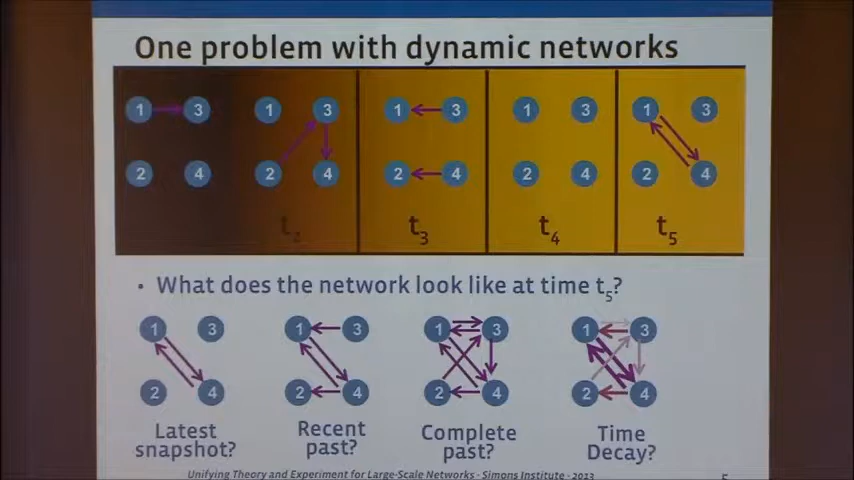 One problem with dynamic networks
1 3 1 3 1 3 1 3 1 3
2 4 2 4 2 4 2 4 2 4
t2 t3 t4 t5
• What does the network look like at time t5?
1 3 1 3 1 3 1 3
2 4 2 4 2 4 2 4
Latest Recent Complete Time
snapshot? past? past? Decay?
Unifying Theory and Experiment for Large-Scale Networks · Simons Institute · 2013